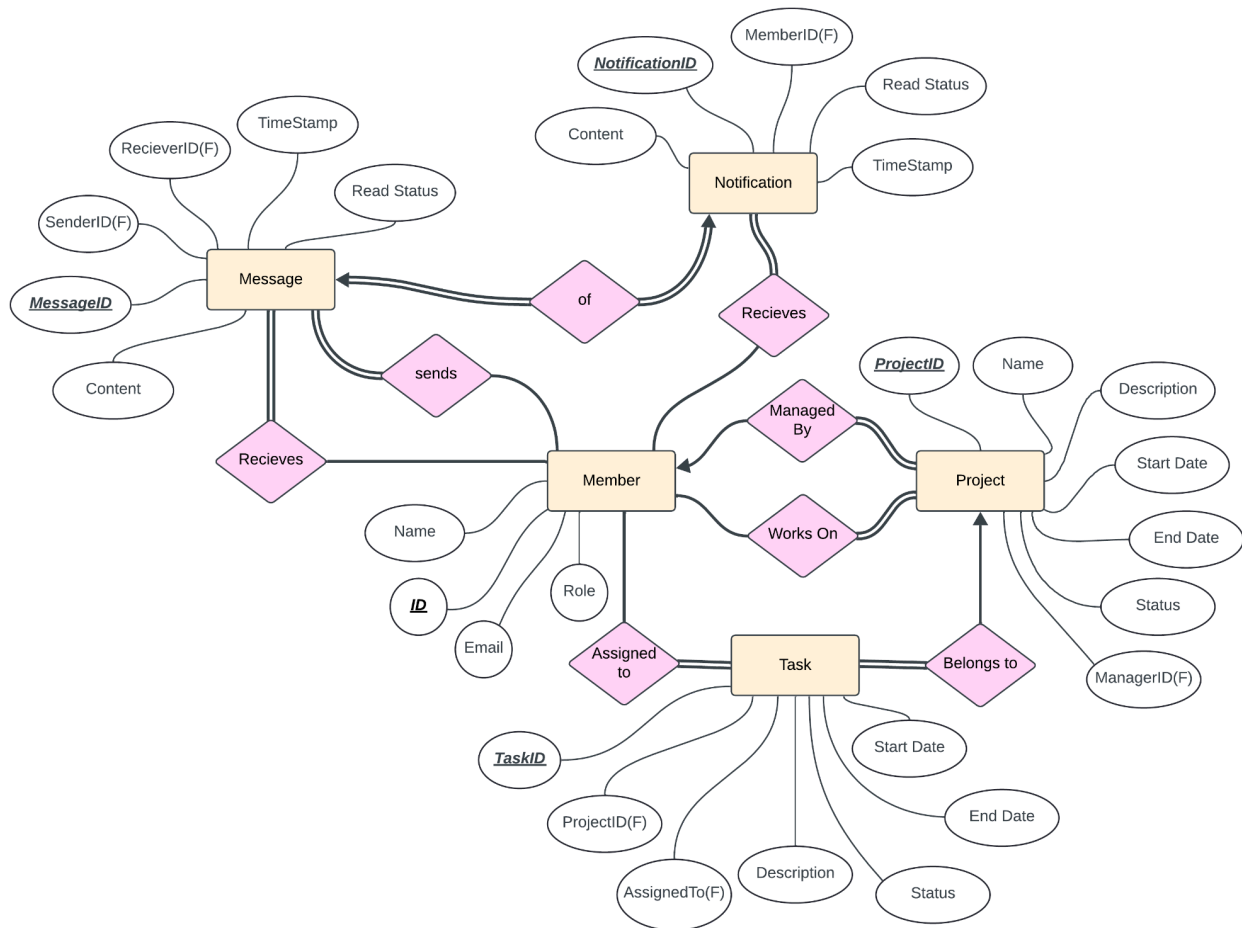 MemberID(F)
NotificationID
Read Status
Content
TimeStamp
Notification
TimeStamp
RecieverID(F)
Read Status
SenderID(F)
Message
MessageID
Content
of
Recieves
sends
Recieves
Managed
By
ProjectID
Name
Description
Start Date
End Date
Status
ManagerID(F)
Member
Project
Works On
Name
ID
Email
Role
Assigned
to
Task
Belongs to
TaskID
ProjectID(F)
AssignedTo(F)
Description
Status
End Date
Start Date